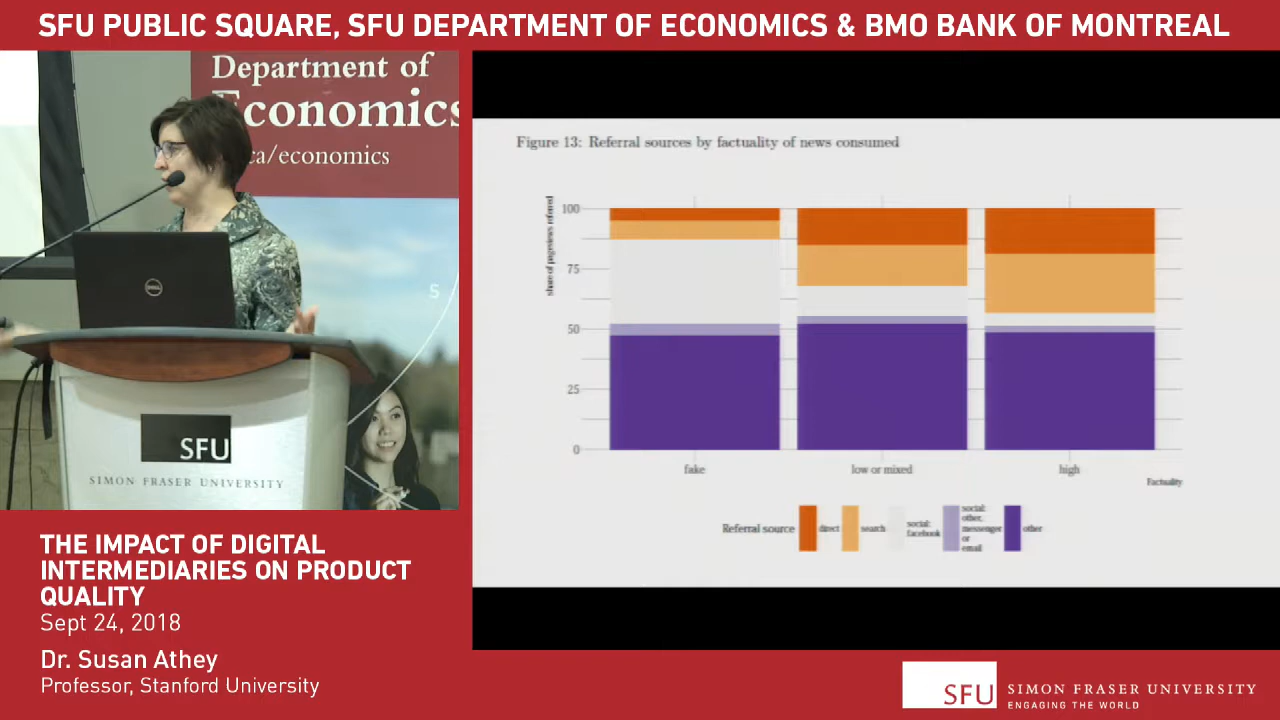 SFU PUBLIC SQUARE, SFU DEPARTMENT OF ECONOMICS & BMO BANK OF MONTREAL
Department of
Economics
ca/economics
S
SFU
SIMON FRASER UNIVERSITY
Figure 13: Referral sources by factuality of news consumed
share of pageviews referred
100
75
50
25
0
fake
low or mixed
high
Factuality
Referral source
direct
search
social:
facebook
social:
other,
messenger
or
email
other
THE IMPACT OF DIGITAL
INTERMEDIARIES ON PRODUCT
QUALITY
Sept 24, 2018
Dr. Susan Athey
Professor, Stanford University
SFU
SIMON FRASER UNIVERSITY
ENGAGING THE WORLD